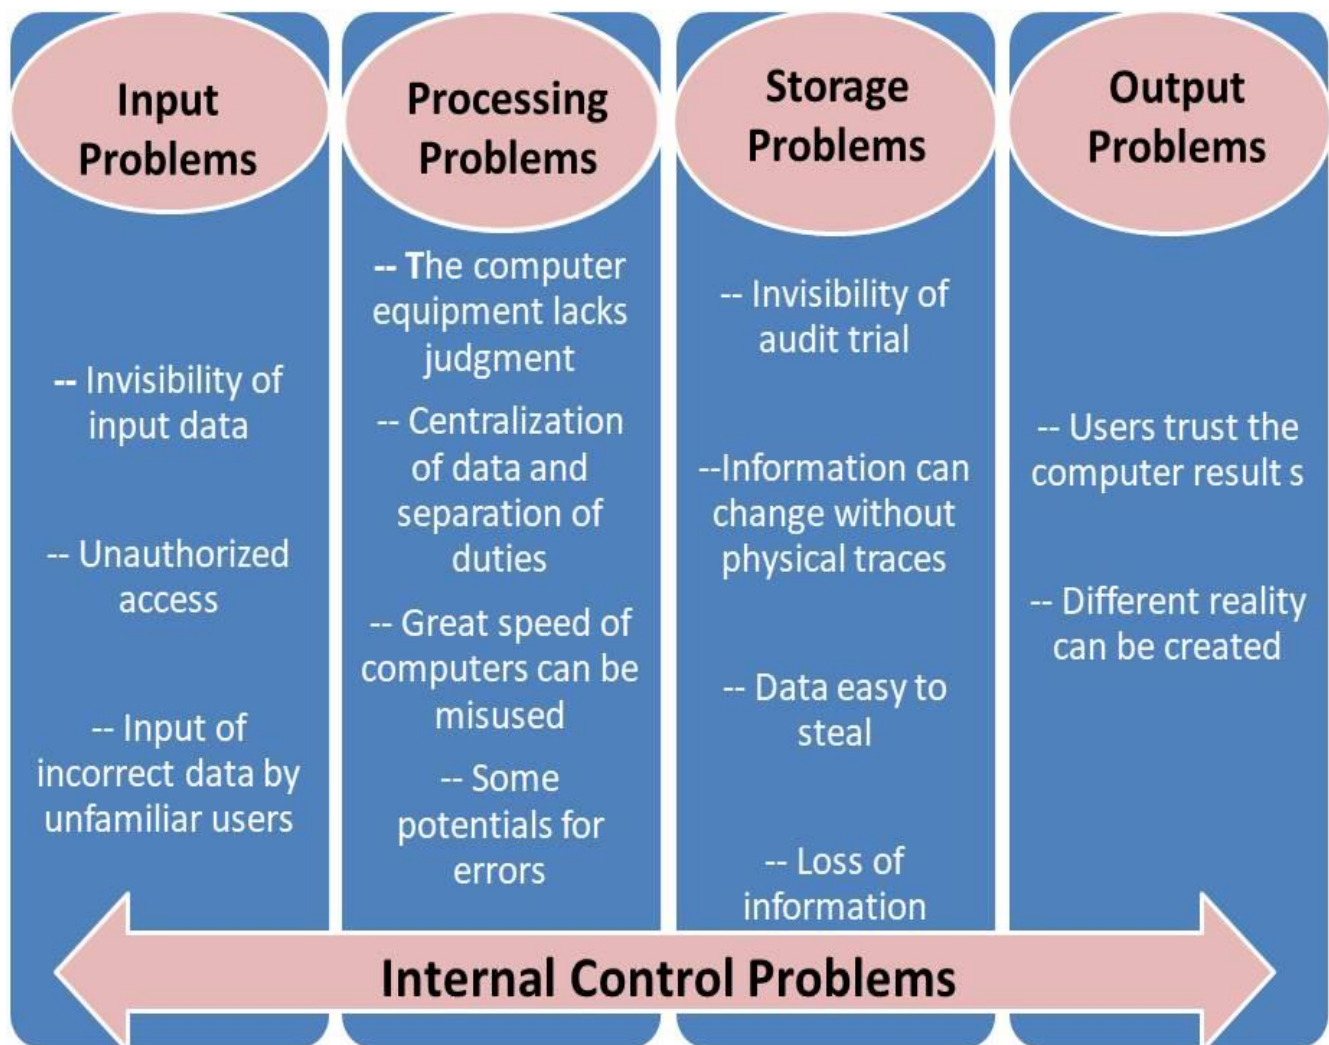 Input
Problems
-- Invisibility of
input data
-- Unauthorized
access
-- Input of
incorrect data by
unfamiliar users
Processing
Problems
-- The computer
equipment lacks
judgment
-- Centralization
of data and
separation of
duties
-- Great speed of
computers can be
misused
-- Some
potentials for
errors
Storage
Problems
-- Invisibility of
audit trial
--Information can
change without
physical traces
-- Data easy to
steal
-- Loss of
information
Output
Problems
-- Users trust the
computer result s
-- Different reality
can be created
Internal Control Problems